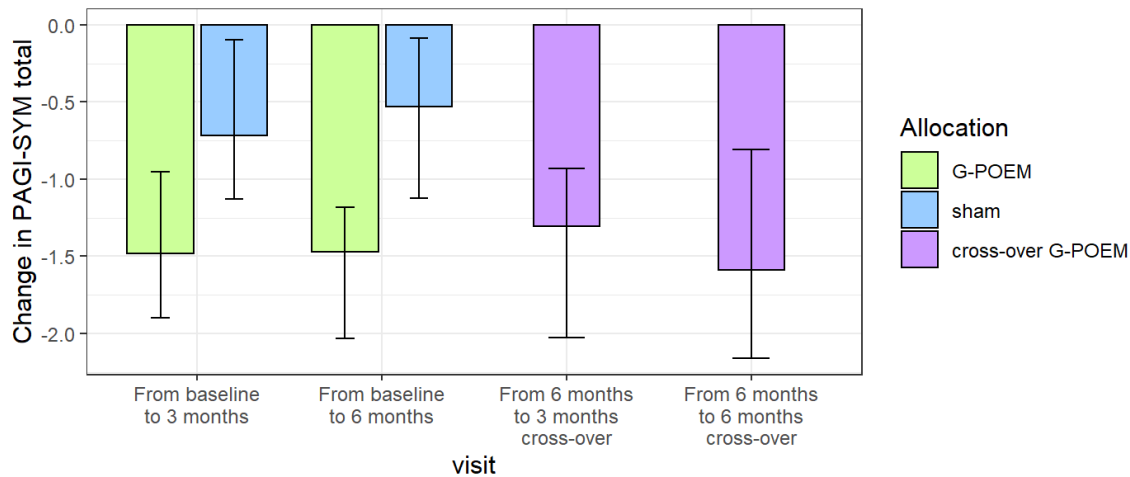 Change in PAGI-SYM total
0.0
-0.5
-1.0
-1.5
-2.0
From baseline
to 3 months
From baseline
to 6 months
From 6 months
to 3 months
cross-over
From 6 months
to 6 months
cross-over
visit
Allocation
G-POEM
sham
cross-over G-POEM